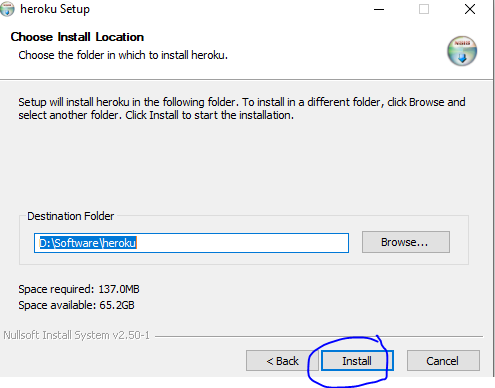 heroku Setup
Choose Install Location
Choose the folder in which to install heroku.
Setup will install heroku in the following folder. To install in a different folder, click Browse and
select another folder. Click Install to start the installation.
Destination Folder
D:\Software\heroku
Browse...
Space required: 137.0MB
Space available: 65.2GB
Nullsoft Install System v2.50-1
< Back
Install
Cancel